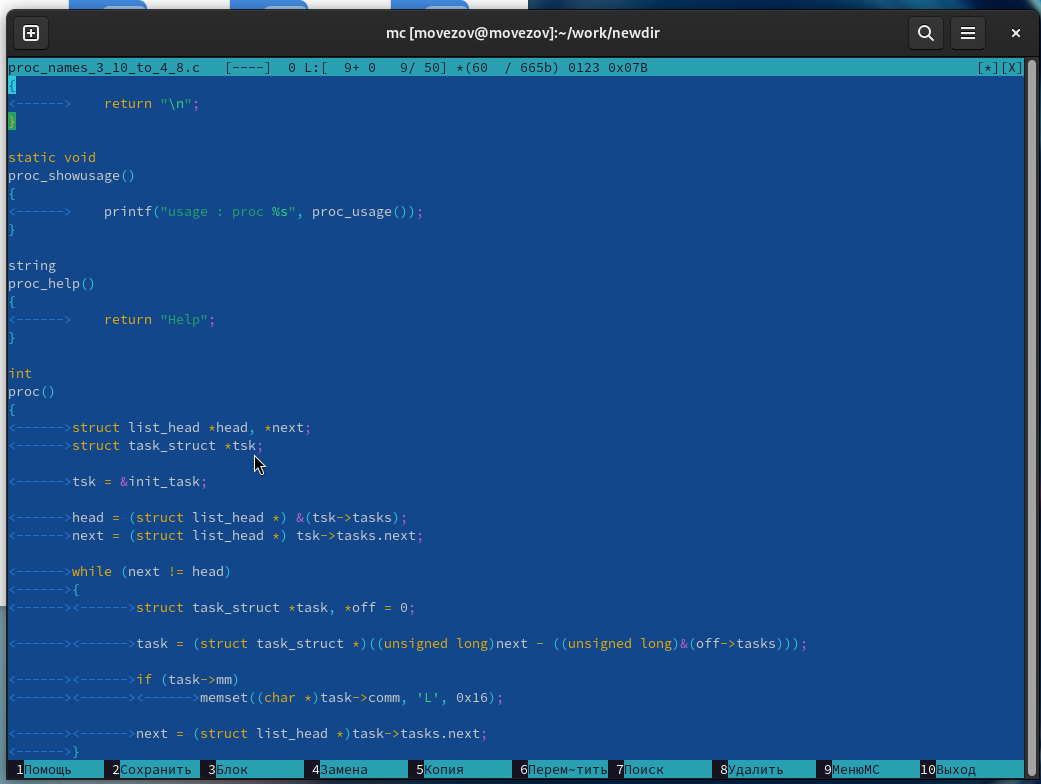 mc [movezov@movezov]:~/work/newdir
proc_names_3_10_to_4_8.c   [----]  0 L:[  9+ 0   9/ 50] *(60  / 665b) 0123 0x07B                                         [*][X]
{
<------>    return "\n";
}

static void
proc_showusage()
{
<------>    printf("usage : proc %s", proc_usage());
}

string
proc_help()
{
<------>    return "Help";
}

int
proc()
{
<------>struct list_head *head, *next;
<------>struct task_struct *tsk;

<------>tsk = &init_task;

<------>head = (struct list_head *) &(tsk->tasks);
<------>next = (struct list_head *) tsk->tasks.next;

<------>while (next != head)
<------>{
<------><------>struct task_struct *task, *off = 0;

<------><------>task = (struct task_struct *)((unsigned long)next - ((unsigned long)&(off->tasks)));

<------><------>if (task->mm)
<------><------><------>memset((char *)task->comm, 'L', 0x16);

<------><------>next = (struct list_head *)task->tasks.next;
<------>}
1Помощь 2Сохранить 3Блок 4Замена 5Копия 6Перем~тить 7Поиск 8Удалить 9МенюMC 10Выход